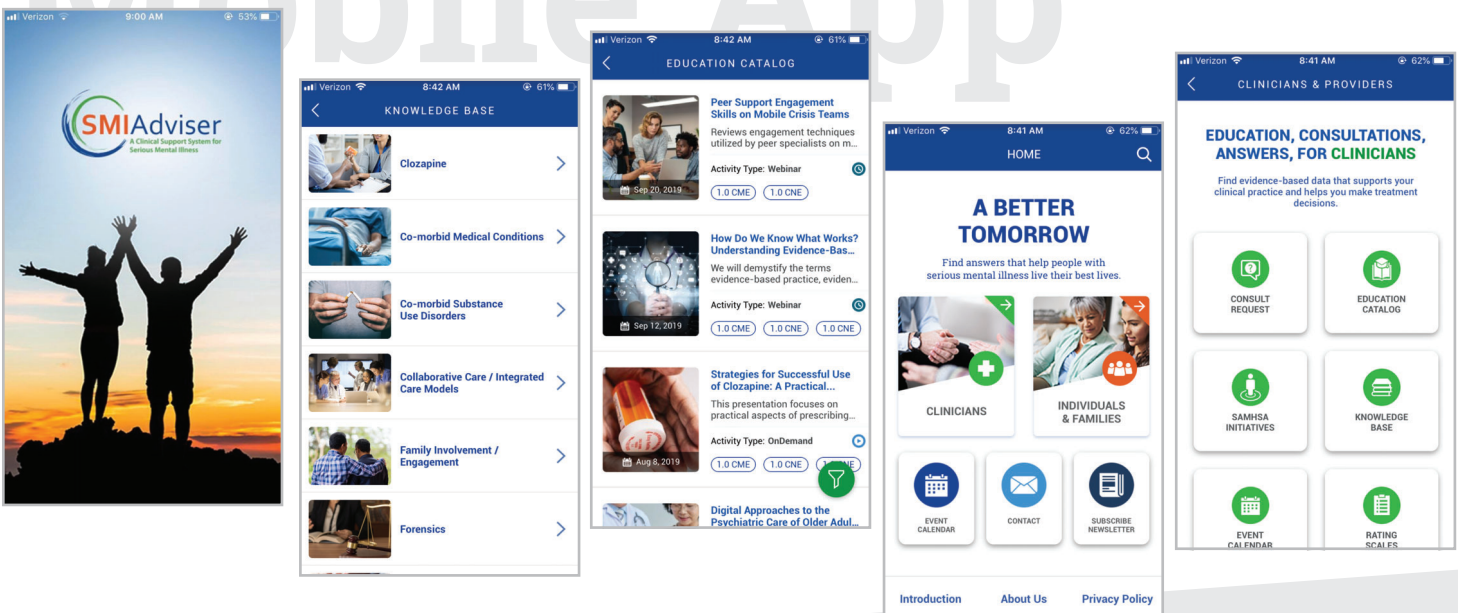 Mobile App
Verizon 9:00 AM 53%
SMIAdviser
A Clinical Support System for
Serious Mental Illness
Verizon 8:42 AM 61%
KNOWLEDGE BASE
Clozapine
Co-morbid Medical Conditions
Co-morbid Substance
Use Disorders
Collaborative Care / Integrated
Care Models
Family Involvement /
Engagement
Forensics
Verizon 8:42 AM 61%
EDUCATION CATALOG
Peer Support Engagement
Skills on Mobile Crisis Teams
Reviews engagement techniques
utilized by peer specialists on m...
Activity Type: Webinar
Sep 20, 2019
1.0 CME 1.0 CNE
How Do We Know What Works?
Understanding Evidence-Bas...
We will demystify the terms
evidence-based practice, eviden...
Activity Type: Webinar
Sep 12, 2019
1.0 CME 1.0 CNE 1.0 CNE
Strategies for Successful Use
of Clozapine: A Practical...
This presentation focuses on
practical aspects of prescribing...
Activity Type: OnDemand
Aug 8, 2019
1.0 CME 1.0 CNE
Digital Approaches to the
Psychiatric Care of Older Adul...
Verizon 8:41 AM 62%
HOME
A BETTER
TOMORROW
Find answers that help people with
serious mental illness live their best lives.
CLINICIANS
INDIVIDUALS
& FAMILIES
EVENT
CALENDAR
CONTACT
SUBSCRIBE
NEWSLETTER
Introduction About Us Privacy Policy
Verizon 8:41 AM 62%
CLINICIANS & PROVIDERS
EDUCATION, CONSULTATIONS,
ANSWERS, FOR CLINICIANS
Find evidence-based data that supports your
clinical practice and helps you make treatment
decisions.
CONSULT
REQUEST
EDUCATION
CATALOG
SAMHSA
INITIATIVES
KNOWLEDGE
BASE
EVENT
CALENDAR
RATING
SCALES